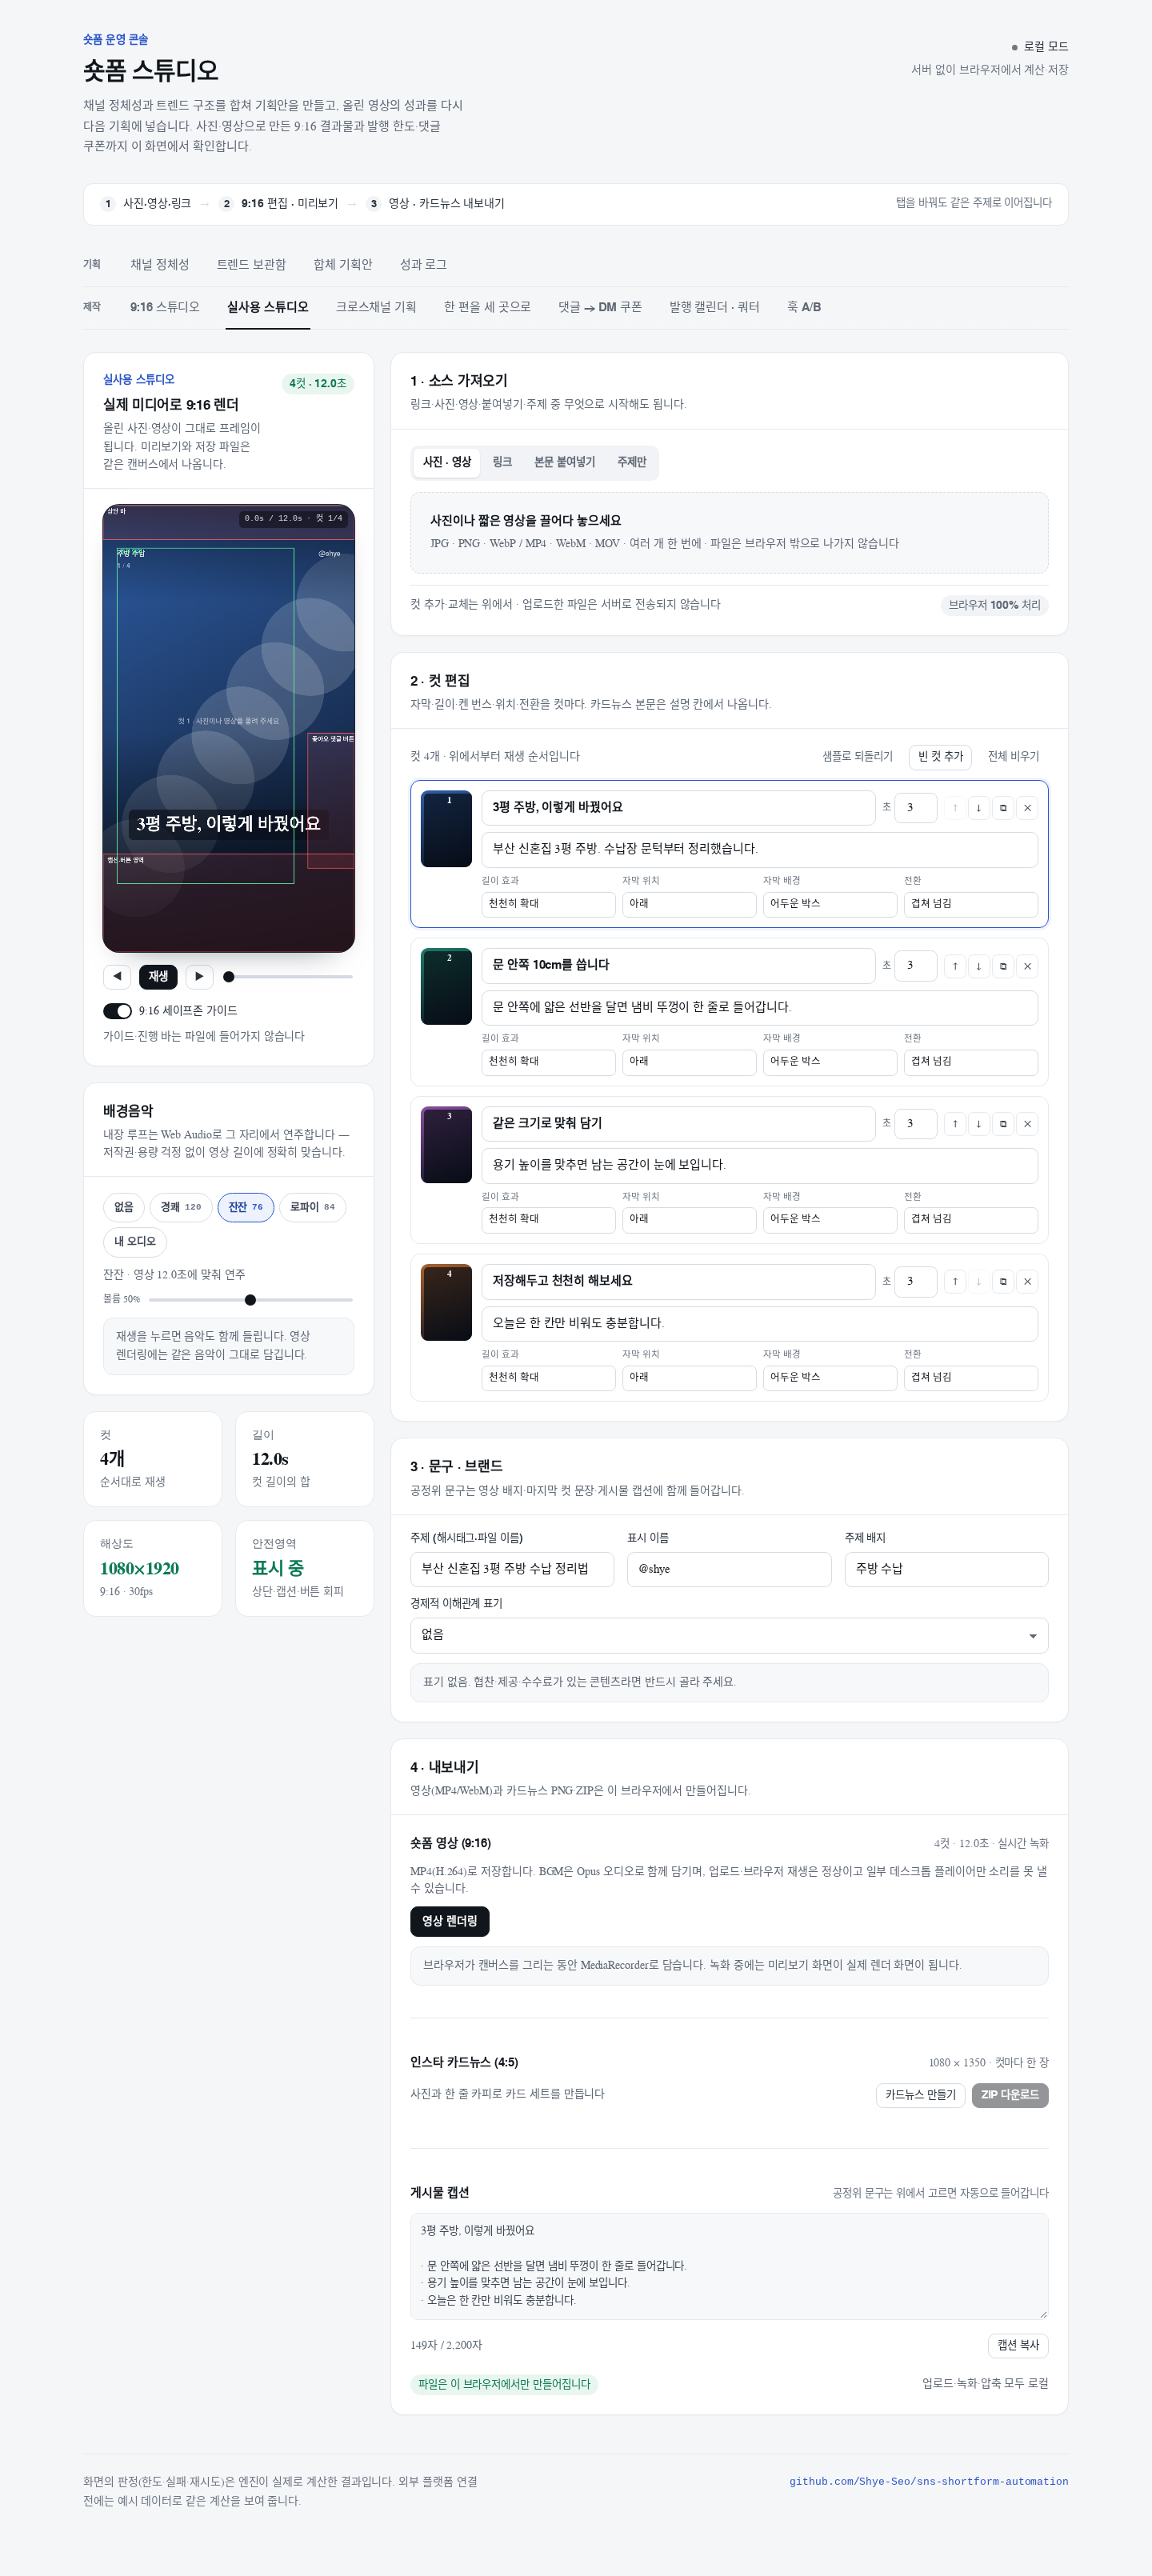 숏폼 운영 콘솔
숏폼 스튜디오
채널 정체성과 트렌드 구조를 합쳐 기획안을 만들고, 올린 영상의 성과를 다시
다음 기획에 넣습니다. 사진·영상으로 만든 9:16 결과물과 발행 한도·댓글
쿠폰까지 이 화면에서 확인합니다.
로컬 모드
서버 없이 브라우저에서 계산·저장
1 사진·영상·링크 → 2 9:16 편집 · 미리보기 → 3 영상 · 카드뉴스 내보내기
탭을 바꿔도 같은 주제로 이어집니다
기획 채널 정체성 트렌드 보관함 합체 기획안 성과 로그
제작 9:16 스튜디오 실사용 스튜디오 크로스채널 기획 한 편을 세 곳으로 댓글 → DM 쿠폰 발행 캘린더 · 쿼터 훅 A/B
실사용 스튜디오
4컷 · 12.0초
실제 미디어로 9:16 렌더
올린 사진·영상이 그대로 프레임이
됩니다. 미리보기와 저장 파일은
같은 캔버스에서 나옵니다.
상단 바
0.0s / 12.0s · 컷 1/4
주방 수납
@shye
1 / 4
컷 1 · 사진이나 영상을 올려 주세요
좋아요 댓글 버튼
3평 주방, 이렇게 바꿨어요
캡션·버튼 영역
◀ 재생 ▶
9:16 세이프존 가이드
가이드·진행 바는 파일에 들어가지 않습니다
배경음악
내장 루프는 Web Audio로 그 자리에서 연주합니다 —
저작권·용량 걱정 없이 영상 길이에 정확히 맞습니다.
없음 경쾌 120 잔잔 76 로파이 84
내 오디오
잔잔 · 영상 12.0초에 맞춰 연주
볼륨 50%
재생을 누르면 음악도 함께 들립니다. 영상
렌더링에는 같은 음악이 그대로 담깁니다.
컷
4개
순서대로 재생
길이
12.0s
컷 길이의 합
해상도
1080×1920
9:16 · 30fps
안전영역
표시 중
상단·캡션·버튼 회피
1 · 소스 가져오기
링크·사진·영상·붙여넣기·주제 중 무엇으로 시작해도 됩니다.
사진 · 영상 링크 본문 붙여넣기 주제만
사진이나 짧은 영상을 끌어다 놓으세요
JPG · PNG · WebP / MP4 · WebM · MOV · 여러 개 한 번에 · 파일은 브라우저 밖으로 나가지 않습니다
컷 추가·교체는 위에서 · 업로드한 파일은 서버로 전송되지 않습니다
브라우저 100% 처리
2 · 컷 편집
자막·길이·켄 번스·위치·전환을 컷마다. 카드뉴스 본문은 설명 칸에서 나옵니다.
컷 4개 · 위에서부터 재생 순서입니다
샘플로 되돌리기 빈 컷 추가 전체 비우기
1 3평 주방, 이렇게 바꿨어요 초 3 ↑ ↓ ⧉ ×
부산 신혼집 3평 주방. 수납장 문턱부터 정리했습니다.
길이 효과 자막 위치 자막 배경 전환
천천히 확대 아래 어두운 박스 겹쳐 넘김
2 문 안쪽 10cm를 씁니다 초 3 ↑ ↓ ⧉ ×
문 안쪽에 얇은 선반을 달면 냄비 뚜껑이 한 줄로 들어갑니다.
길이 효과 자막 위치 자막 배경 전환
천천히 확대 아래 어두운 박스 겹쳐 넘김
3 같은 크기로 맞춰 담기 초 3 ↑ ↓ ⧉ ×
용기 높이를 맞추면 남는 공간이 눈에 보입니다.
길이 효과 자막 위치 자막 배경 전환
천천히 확대 아래 어두운 박스 겹쳐 넘김
4 저장해두고 천천히 해보세요 초 3 ↑ ↓ ⧉ ×
오늘은 한 칸만 비워도 충분합니다.
길이 효과 자막 위치 자막 배경 전환
천천히 확대 아래 어두운 박스 겹쳐 넘김
3 · 문구 · 브랜드
공정위 문구는 영상 배지·마지막 컷 문장·게시물 캡션에 함께 들어갑니다.
주제 (해시태그·파일 이름) 표시 이름 주제 배지
부산 신혼집 3평 주방 수납 정리법 @shye 주방 수납
경제적 이해관계 표기
없음
표기 없음. 협찬·제공·수수료가 있는 콘텐츠라면 반드시 골라 주세요.
4 · 내보내기
영상(MP4/WebM)과 카드뉴스 PNG·ZIP은 이 브라우저에서 만들어집니다.
숏폼 영상 (9:16)
4컷 · 12.0초 · 실시간 녹화
MP4(H.264)로 저장합니다. BGM은 Opus 오디오로 함께 담기며, 업로드·브라우저 재생은 정상이고 일부 데스크톱 플레이어만 소리를 못 낼
수 있습니다.
영상 렌더링
브라우저가 캔버스를 그리는 동안 MediaRecorder로 담습니다. 녹화 중에는 미리보기 화면이 실제 렌더 화면이 됩니다.
인스타 카드뉴스 (4:5)
1080 × 1350 · 컷마다 한 장
사진과 한 줄 카피로 카드 세트를 만듭니다
카드뉴스 만들기 ZIP 다운로드
게시물 캡션
공정위 문구는 위에서 고르면 자동으로 들어갑니다
3평 주방, 이렇게 바꿨어요
· 문 안쪽에 얇은 선반을 달면 냄비 뚜껑이 한 줄로 들어갑니다.
· 용기 높이를 맞추면 남는 공간이 눈에 보입니다.
· 오늘은 한 칸만 비워도 충분합니다.
149자 / 2,200자
캡션 복사
파일은 이 브라우저에서만 만들어집니다
업로드·녹화·압축 모두 로컬
화면의 판정(한도·실패·재시도)은 엔진이 실제로 계산한 결과입니다. 외부 플랫폼 연결
전에는 예시 데이터로 같은 계산을 보여 줍니다.
github.com/Shye-Seo/sns-shortform-automation